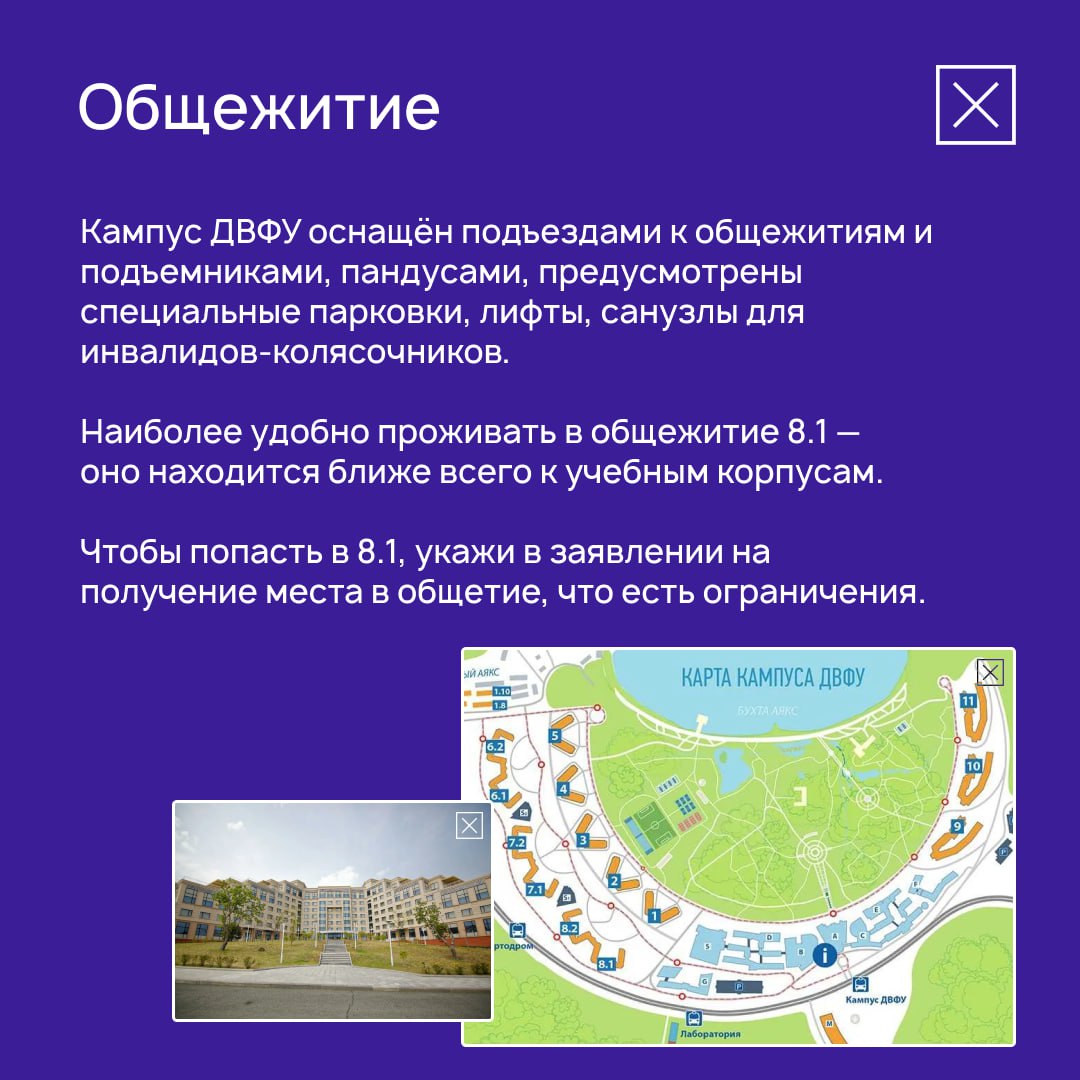 Общежитие
Кампус ДВФУ оснащён подъездами к общежитиям и
подъемниками, пандусами, предусмотрены
специальные парковки, лифты, санузлы для
инвалидов-колясочников.
Наиболее удобно проживать в общежитие 8.1 —
оно находится ближе всего к учебным корпусам.
Чтобы попасть в 8.1, укажи в заявлении на
получение места в общетие, что есть ограничения.
КАРТА КАМПУСА ДВФУ
БУХТА АЯКС
ЫЙ АЯКС
1.10
1.8
11
5
6.2
10
4
6.1
S2
9
3
7.2
P
2
7.1
S1
1
E
F
8.2
ртодром
S
D
A
C
B
i
8.1
G
P
Кампус ДВФУ
M
Лаборатория